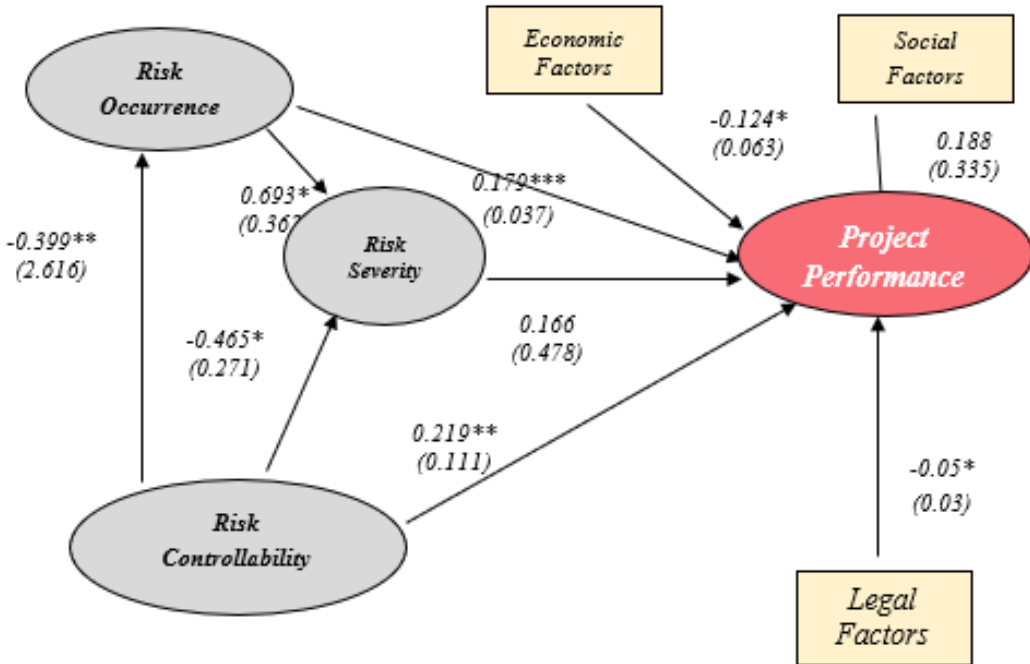 Economic
Factors
Social
Factors
Risk
Occurrence
-0.124*
(0.063)
0.188
(0.335)
0.693*
0.179***
(0.037)
-0.399**
(2.616)
Risk
Severity
Project
Performance
-0.465*
(0.271)
0.166
(0.478)
0.219**
(0.111)
-0.05*
(0.03)
Risk
Controllability
Legal
Factors